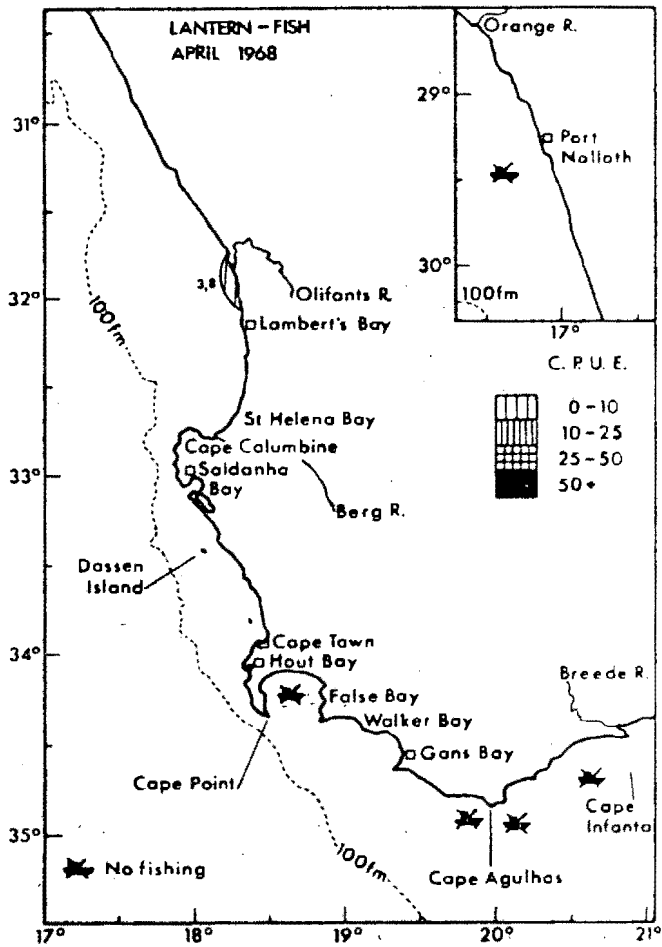 LANTERN - FISH
APRIL 1968
Orange R.
29°
Port
Nolloth
30°
100fm
17°
31°
3,8
Olifants R.
32°
Lambert's Bay
100fm
C. P. U. E.
0-10
10-25
25-50
50+
St Helena Bay
Cape Columbine
33°
Saldanha
Bay
Berg R.
Dassen
Island
Cape Town
34°
Hout Bay
Breede R.
False Bay
Walker Bay
Gans Bay
Cape Point
Cape
Infanta
35°
100fm
No fishing
Cape Agulhas
17°
18°
19°
20°
21°